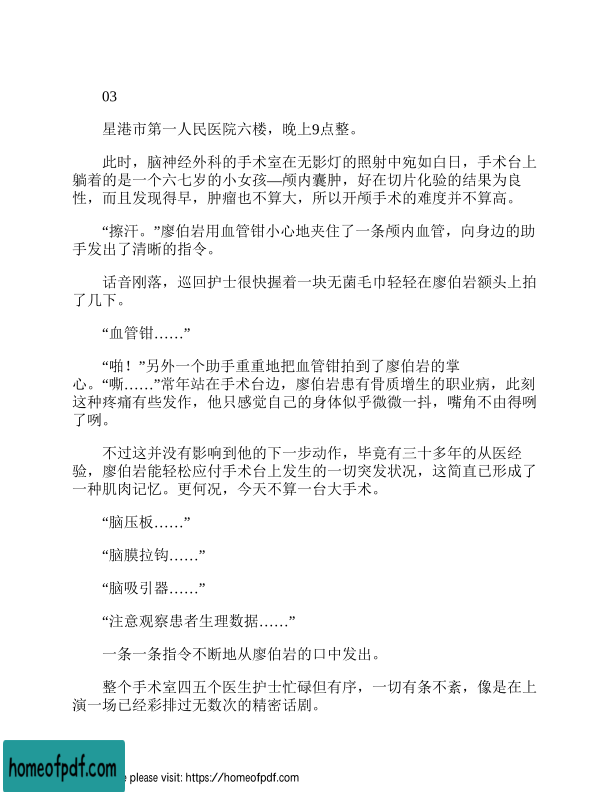 03
星港市第一人民医院六楼，晚上9点整。
此时，脑神经外科的手术室在无影灯的照射中宛如白日，手术台上
躺着的是一个六七岁的小女孩—颅内囊肿，好在切片化验的结果为良
性，而且发现得早，肿瘤也不算大，所以开颅手术的难度并不算高。
“擦汗。”廖伯岩用血管钳小心地夹住了一条颅内血管，向身边的助
手发出了清晰的指令。
话音刚落，巡回护士很快握着一块无菌毛巾轻轻在廖伯岩额头上拍
了几下。
“血管钳……”
“啪！”另外一个助手重重地把血管钳拍到了廖伯岩的掌
心。“嘶……”常年站在手术台边，廖伯岩患有骨质增生的职业病，此刻
这种疼痛有些发作，他只感觉自己的身体似乎微微一抖，嘴角不由得咧
了咧。
不过这并没有影响到他的下一步动作，毕竟有三十多年的从医经
验，廖伯岩能轻松应付手术台上发生的一切突发状况，这简直已形成了
一种肌肉记忆。更何况，今天不算一台大手术。
“脑压板……”
“脑膜拉钩……”
“脑吸引器……”
“注意观察患者生理数据……”
一条一条指令不断地从廖伯岩的口中发出。
整个手术室四五个医生护士忙碌但有序，一切有条不紊，像是在上
演一场已经彩排过无数次的精密话剧。
homeofpdf.com
e please visit: https://homeofpdf.com